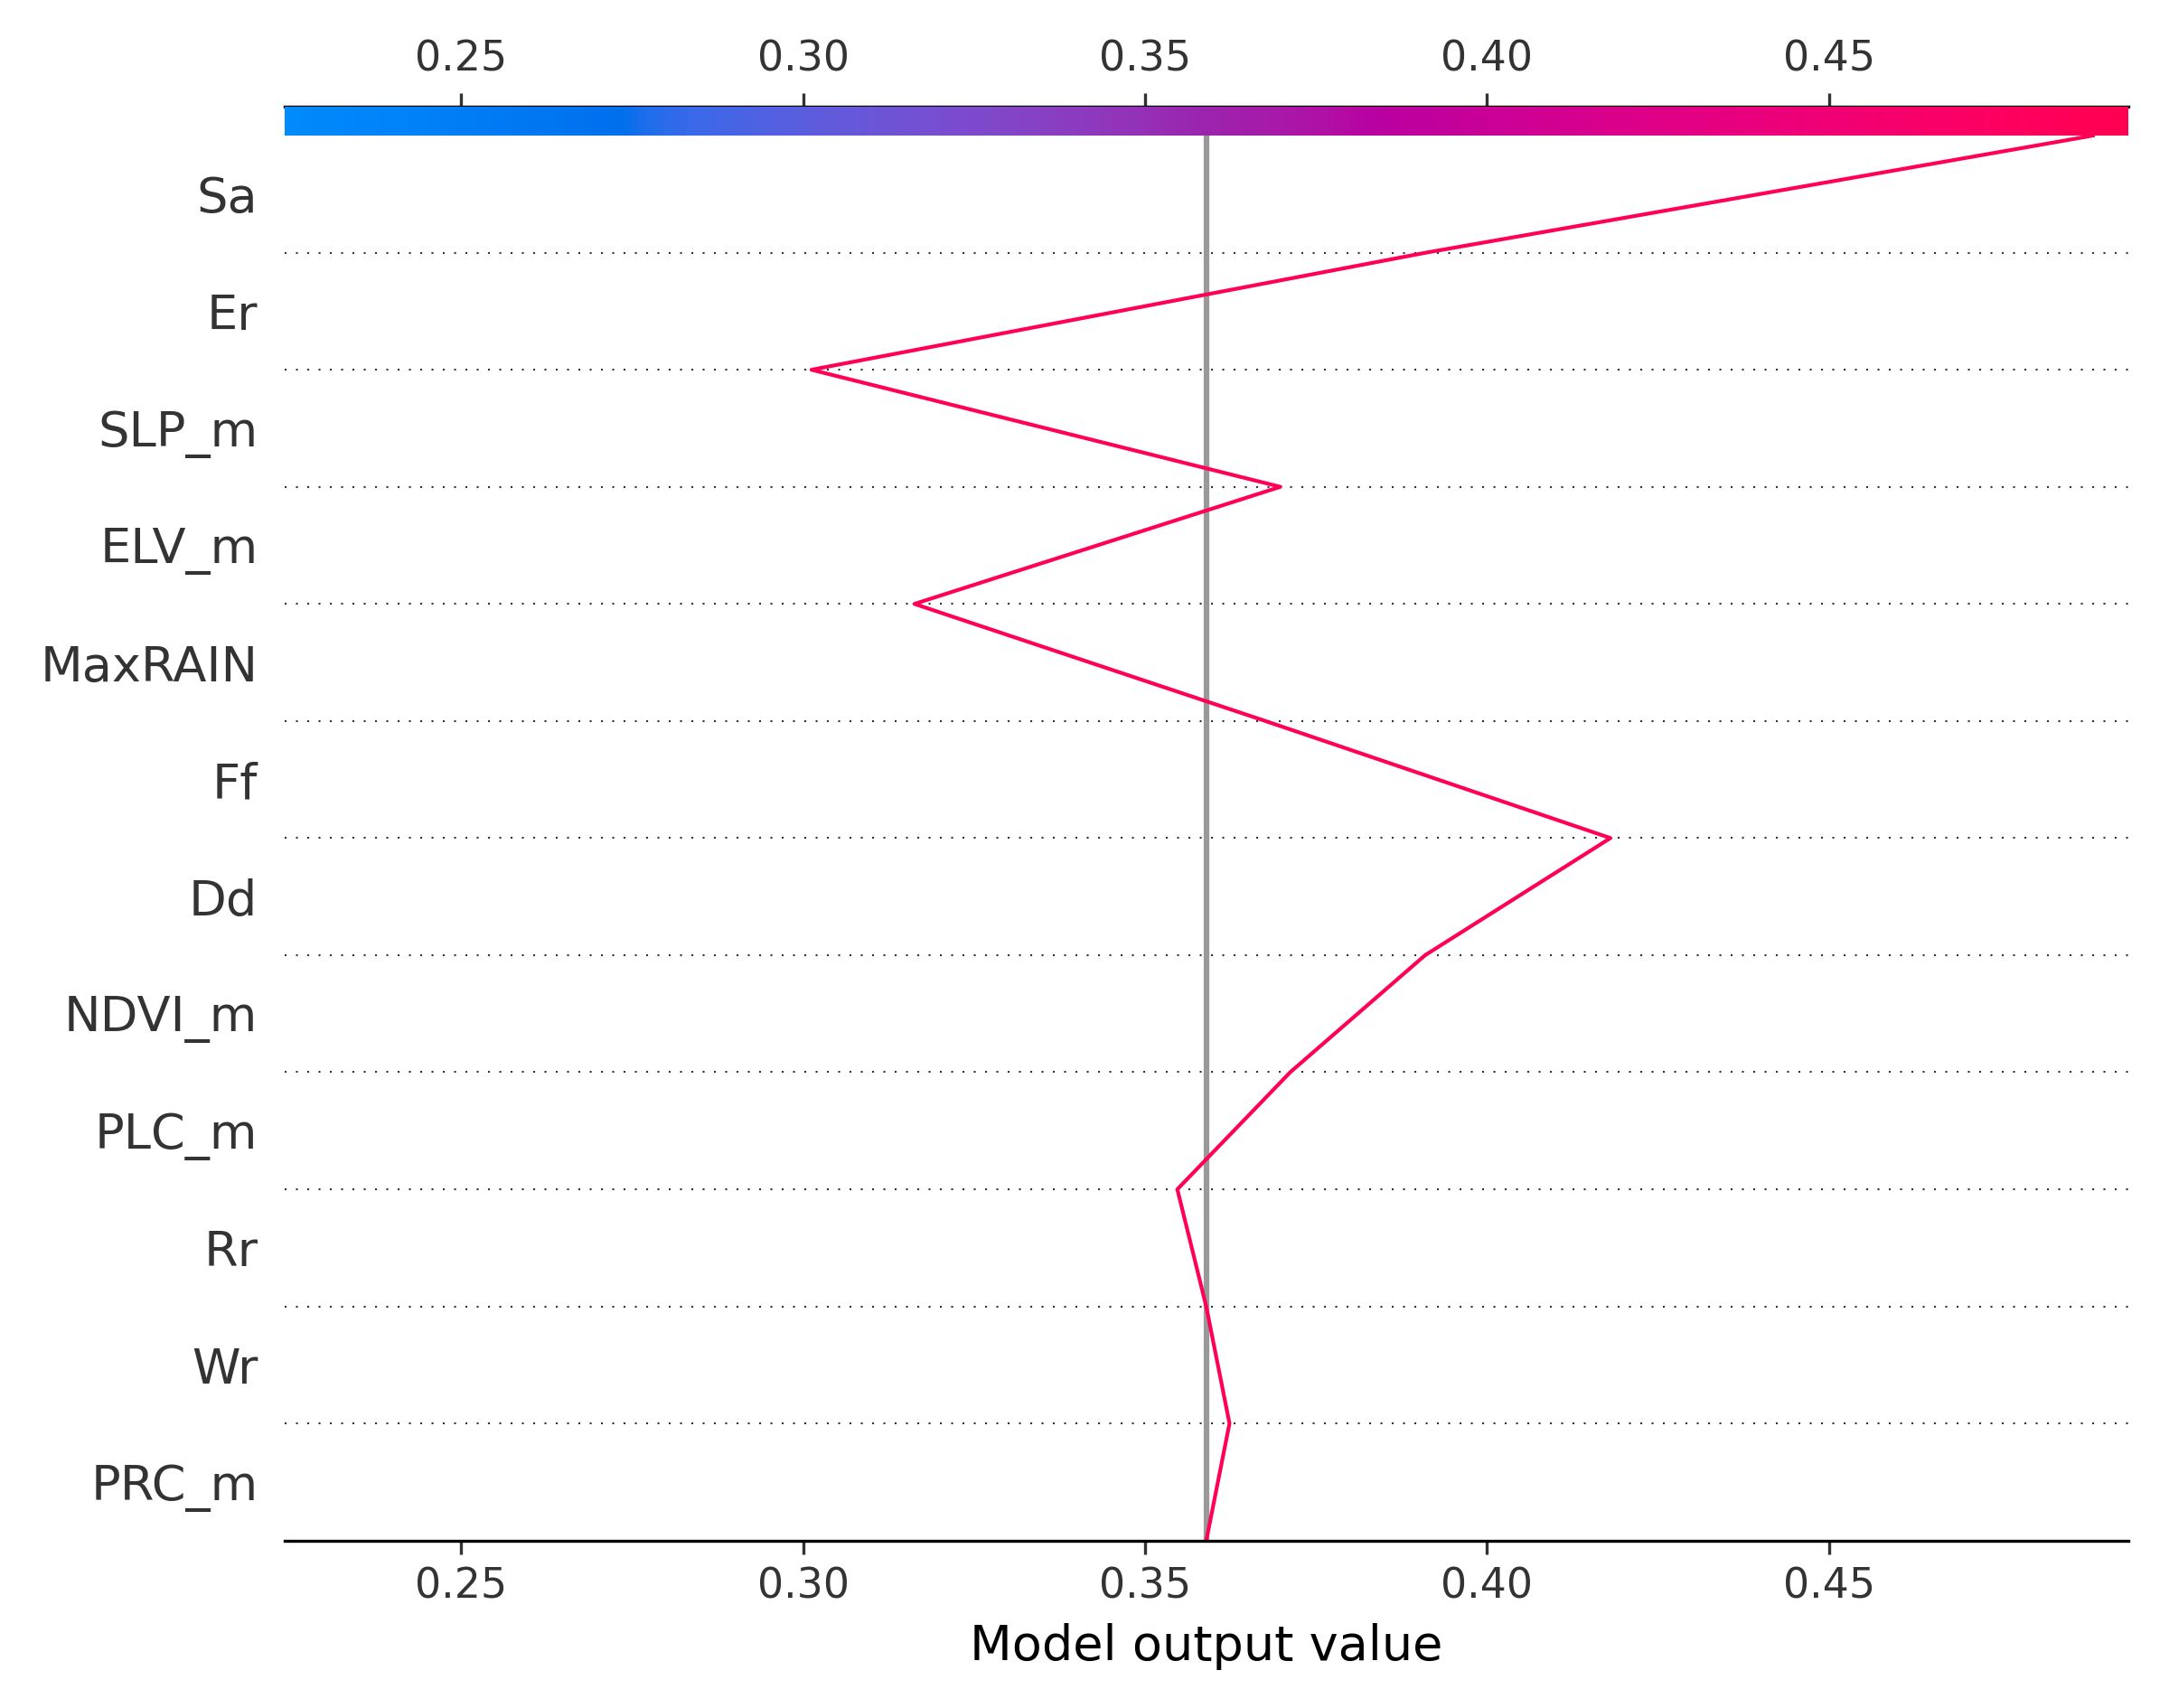 0.25 0.30 0.35 0.40 0.45
Sa
Er
SLP_m
ELV_m
MaxRAIN
Ff
Dd
NDVI_m
PLC_m
Rr
Wr
PRC_m
0.25 0.30 0.35 0.40 0.45
Model output value